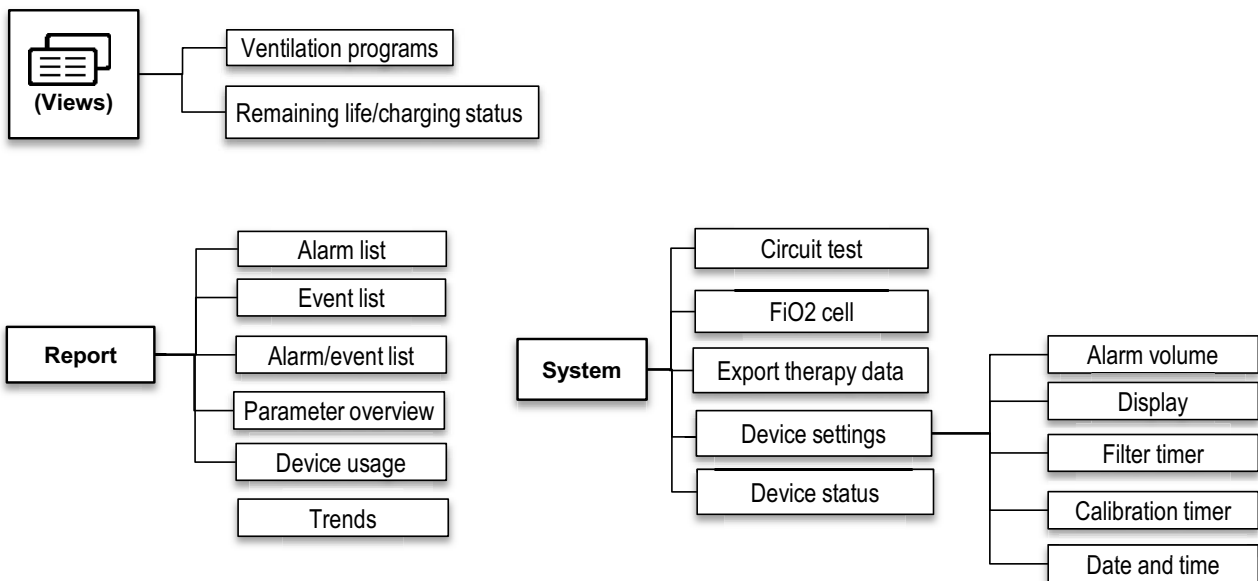 (Views)
Ventilation programs
Remaining life/charging status
Report
Alarm list
Event list
Alarm/event list
Parameter overview
Device usage
Trends
System
Circuit test
FiO2 cell
Export therapy data
Device settings
Device status
Alarm volume
Display
Filter timer
Calibration timer
Date and time